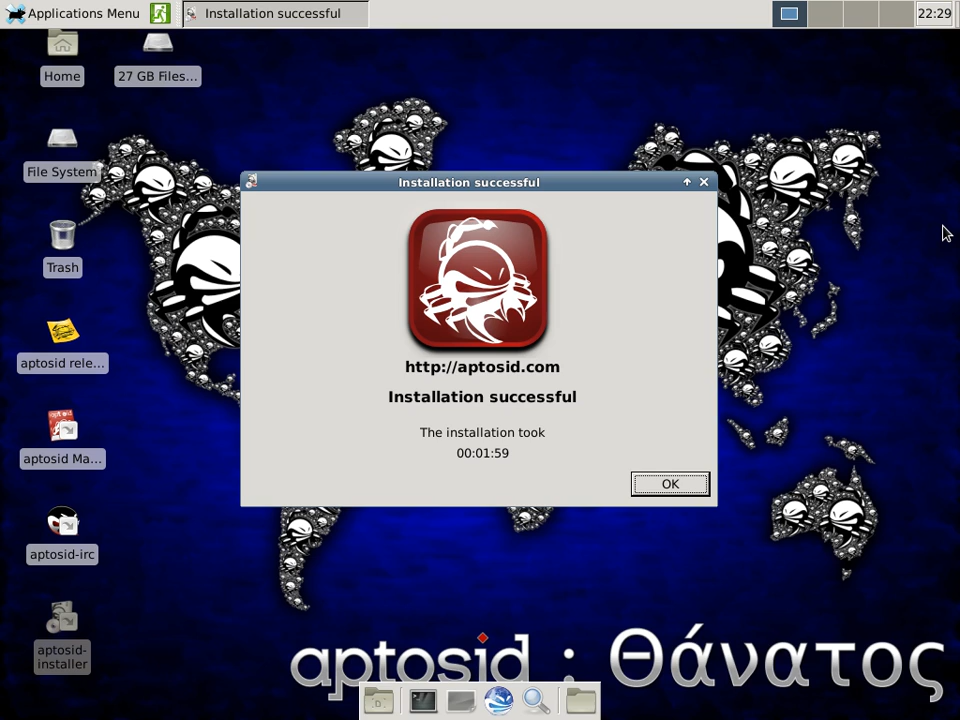 Applications Menu
Installation successful
22:29
Home
27 GB Files...
File System
Trash
aptosid rele...
aptosid Ma...
aptosid-irc
aptosid-
installer
Installation successful
http://aptosid.com
Installation successful
The installation took
00:01:59
OK
aptosid : Θάνατος